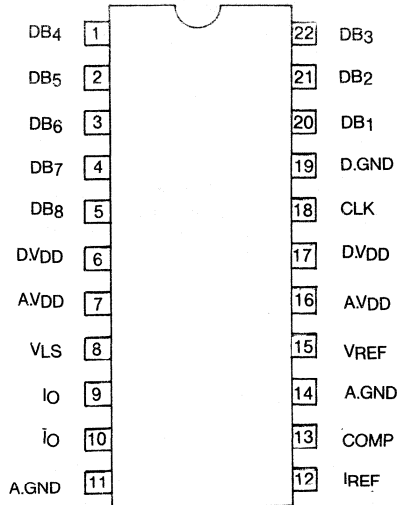 DB4 1 22 DB3
DB5 2 21 DB2
DB6 3 20 DB1
DB7 4 19 D.GND
DB8 5 18 CLK
D.VDD 6 17 D.VDD
A.VDD 7 16 A.VDD
VLS 8 15 VREF
IO 9 14 A.GND
ĪO 10 13 COMP
A.GND 11 12 IREF